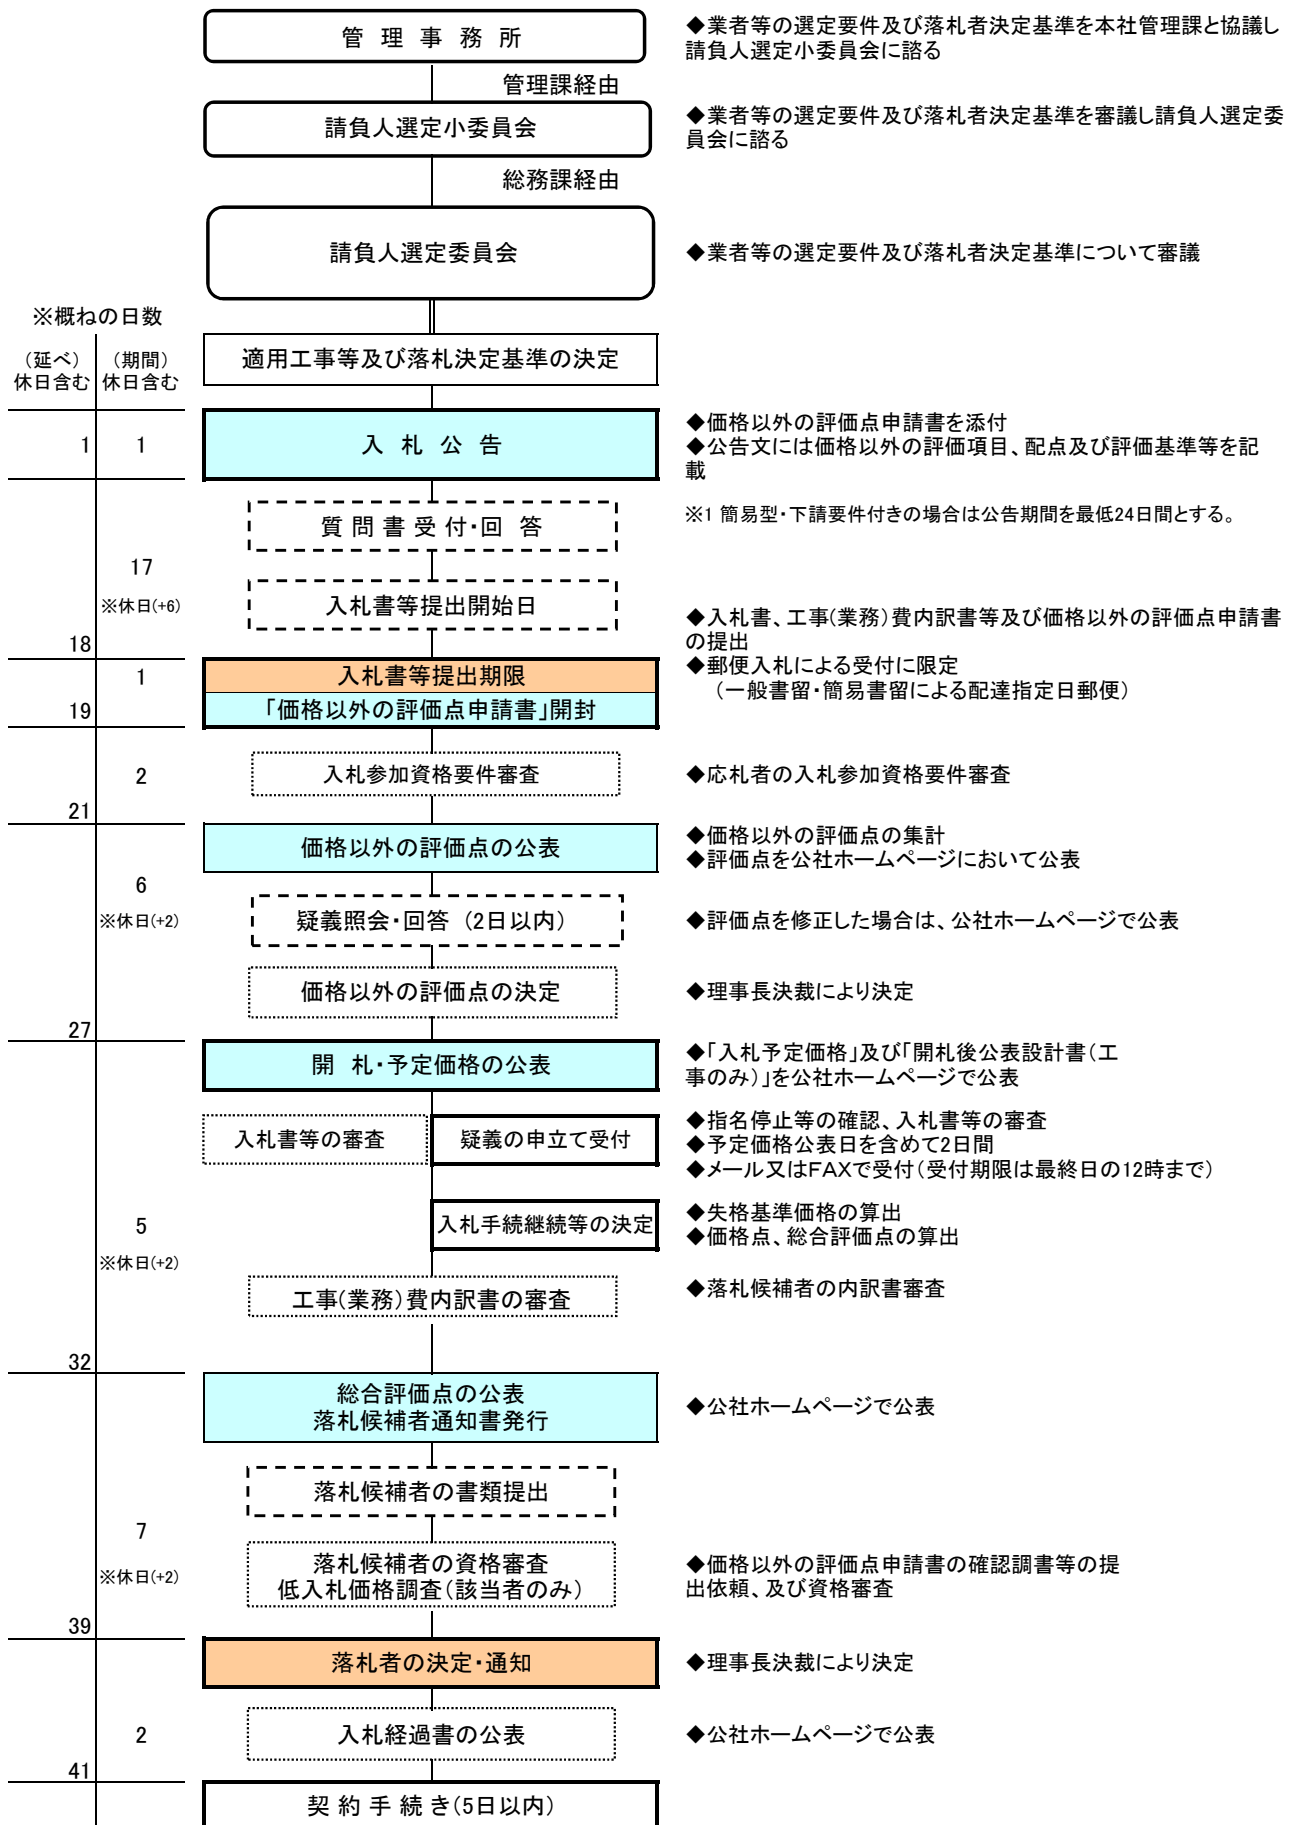 管 理 事 務 所
◆業者等の選定要件及び落札者決定基準を本社管理課と協議し
請負人選定小委員会に諮る
管理課経由
請負人選定小委員会
◆業者等の選定要件及び落札者決定基準を審議し請負人選定委
員会に諮る
総務課経由
請負人選定委員会
◆業者等の選定要件及び落札者決定基準について審議
※概ねの日数
（延べ）
休日含む
（期間）
休日含む
適用工事等及び落札決定基準の決定
1
1
入 札 公 告
◆価格以外の評価点申請書を添付
◆公告文には価格以外の評価項目、配点及び評価基準等を記
載
質 問 書 受 付・回 答
※1 簡易型・下請要件付きの場合は公告期間を最低24日間とする。
17
※休日(+6)
入札書等提出開始日
18
◆入札書、工事(業務)費内訳書等及び価格以外の評価点申請書
の提出
◆郵便入札による受付に限定
（一般書留・簡易書留による配達指定日郵便）
1
入札書等提出期限
19
「価格以外の評価点申請書」開封
2
入札参加資格要件審査
◆応札者の入札参加資格要件審査
21
価格以外の評価点の公表
◆価格以外の評価点の集計
◆評価点を公社ホームページにおいて公表
6
※休日(+2)
疑義照会・回答 （2日以内）
◆評価点を修正した場合は、公社ホームページで公表
価格以外の評価点の決定
◆理事長決裁により決定
27
開 札・予定価格の公表
◆「入札予定価格」及び「開札後公表設計書（工
事のみ）」を公社ホームページで公表
入札書等の審査
疑義の申立て受付
◆指名停止等の確認、入札書等の審査
◆予定価格公表日を含めて2日間
◆メール又はFAXで受付（受付期限は最終日の12時まで）
5
※休日(+2)
入札手続継続等の決定
◆失格基準価格の算出
◆価格点、総合評価点の算出
工事(業務)費内訳書の審査
◆落札候補者の内訳書審査
32
総合評価点の公表
落札候補者通知書発行
◆公社ホームページで公表
落札候補者の書類提出
7
※休日(+2)
落札候補者の資格審査
低入札価格調査（該当者のみ）
◆価格以外の評価点申請書の確認調書等の提
出依頼、及び資格審査
39
落札者の決定・通知
◆理事長決裁により決定
2
入札経過書の公表
◆公社ホームページで公表
41
契 約 手 続 き（5日以内）